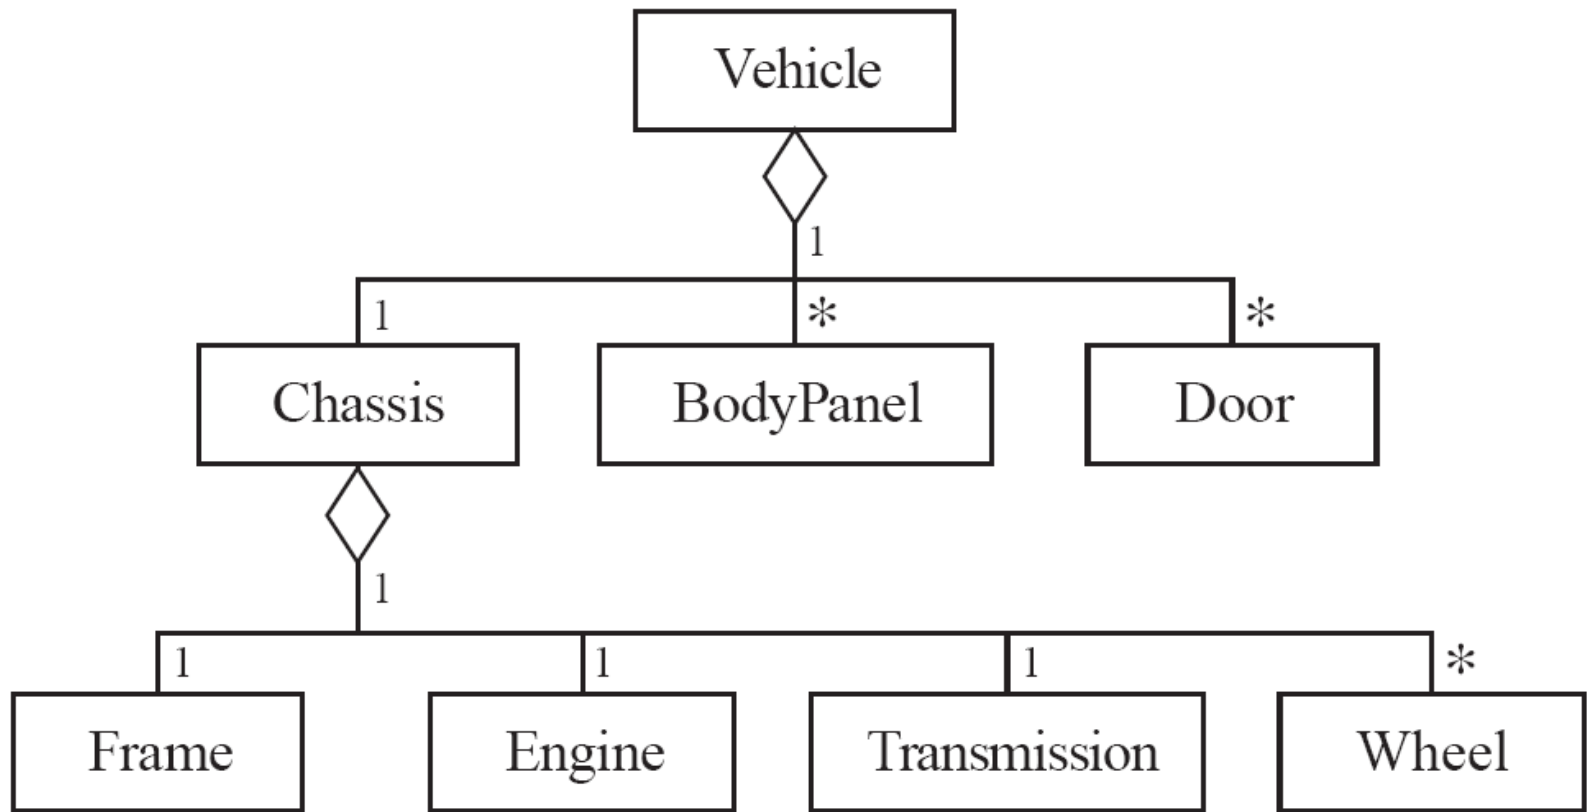 Vehicle
1
1
*
*
Chassis
BodyPanel
Door
1
1
1
1
*
Frame
Engine
Transmission
Wheel